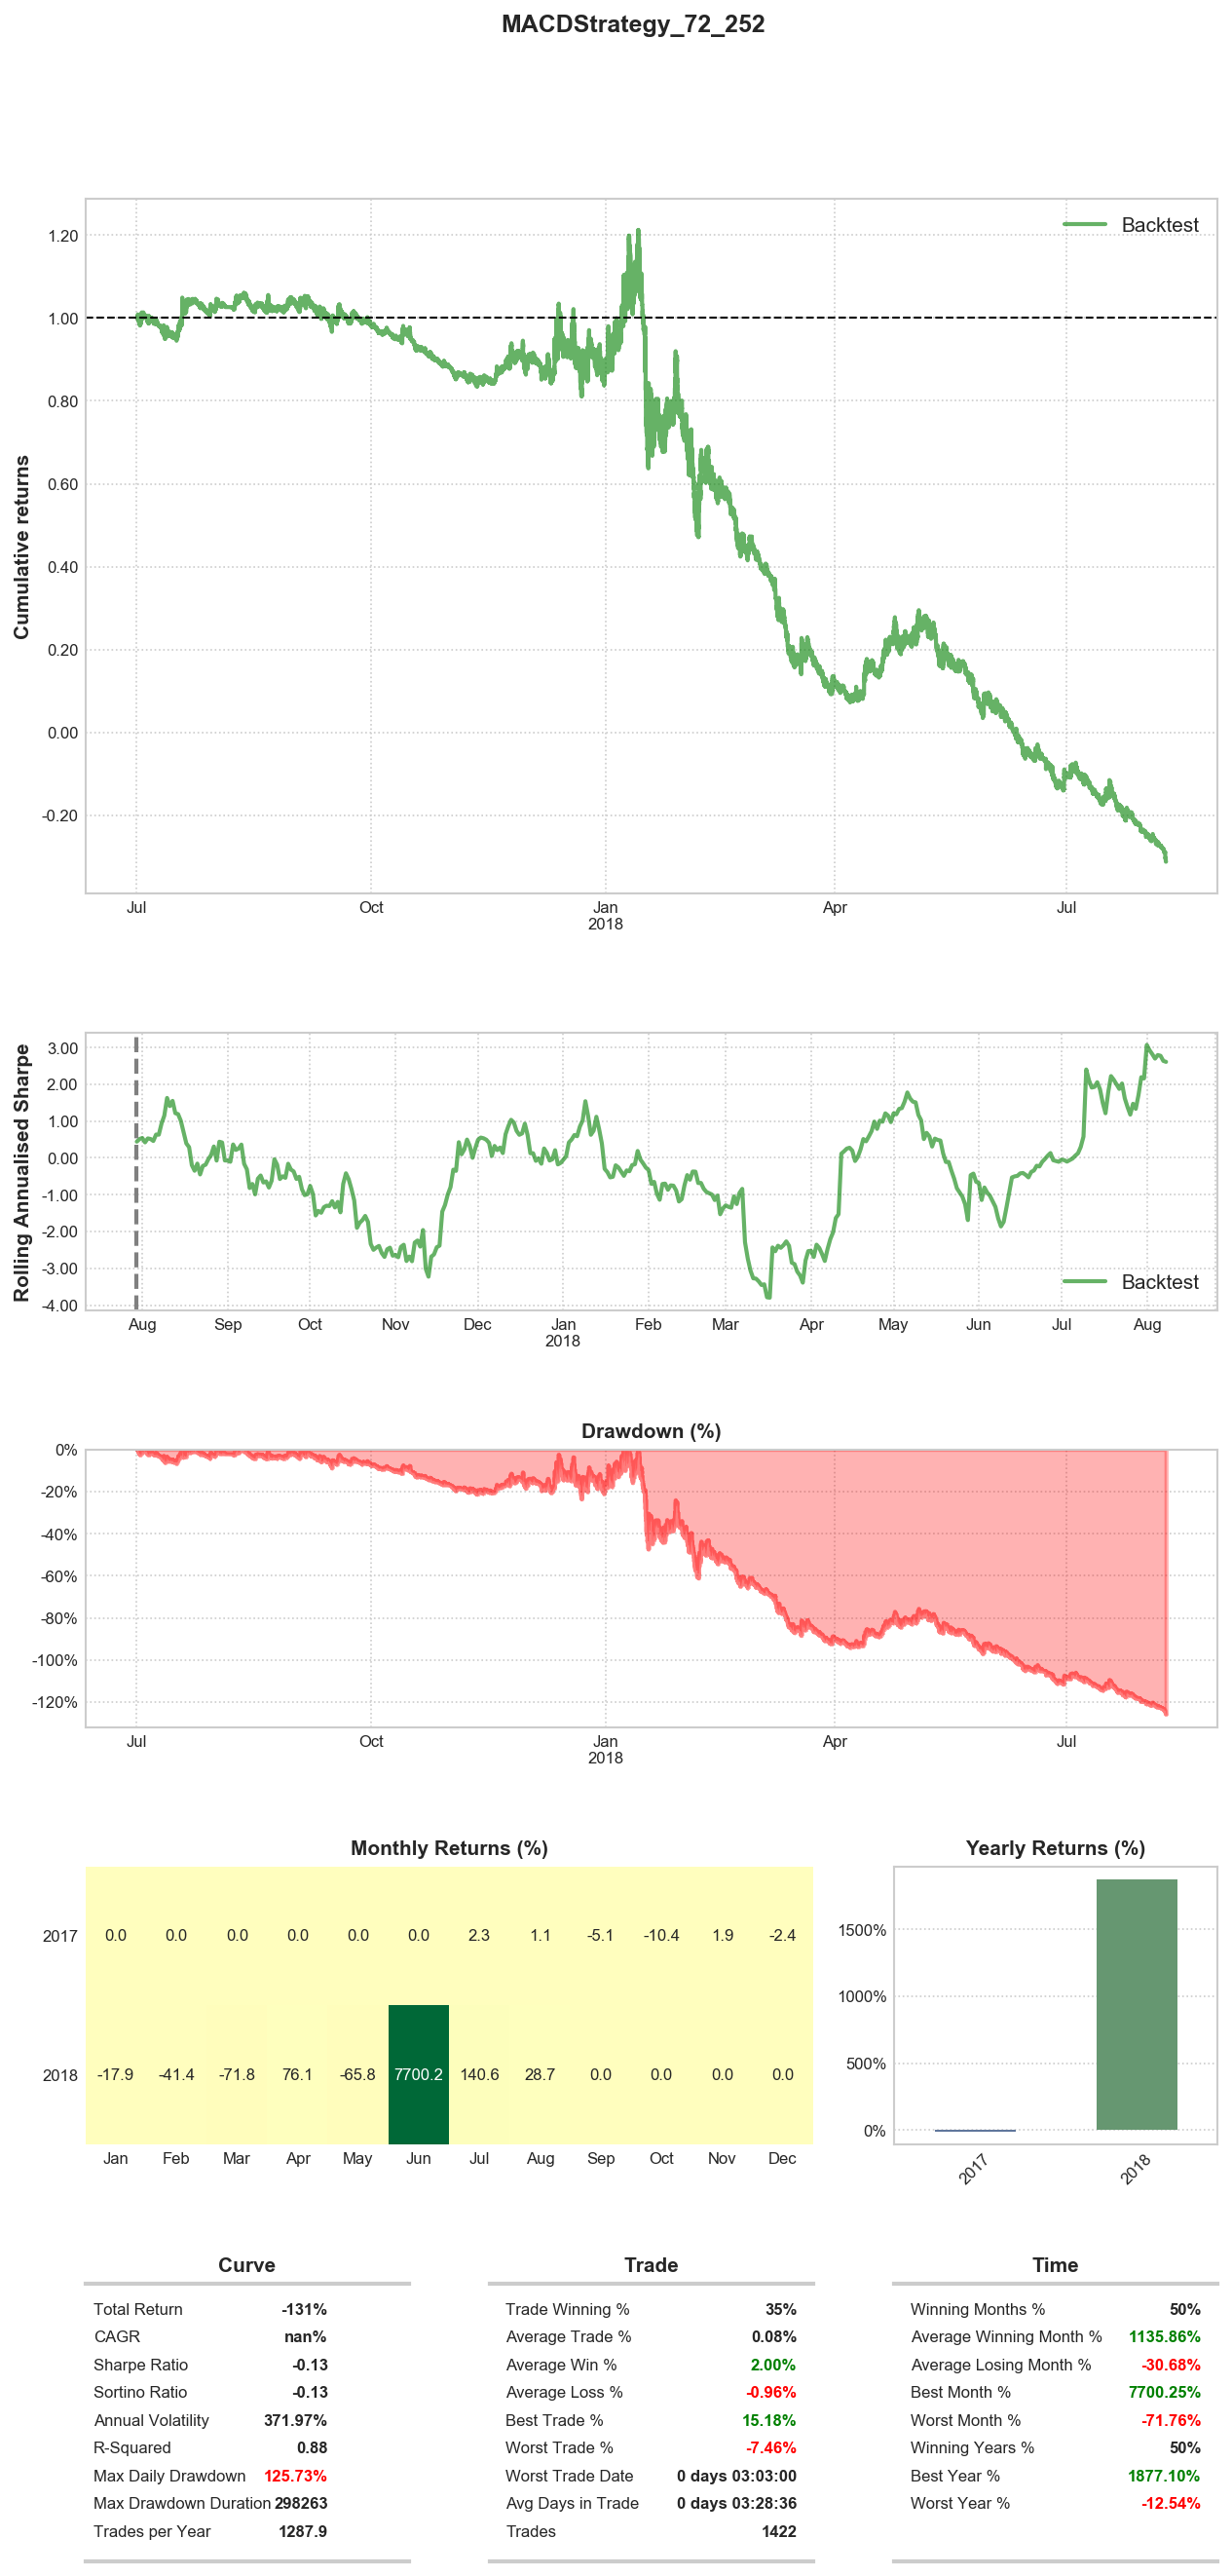 MACDStrategy_72_252
Backtest
Cumulative returns
1.20
1.00
0.80
0.60
0.40
0.20
0.00
-0.20
Jul Oct Jan Apr Jul
2018
Rolling Annualised Sharpe
3.00
2.00
1.00
0.00
-1.00
-2.00
-3.00
-4.00
Backtest
Aug Sep Oct Nov Dec Jan Feb Mar Apr May Jun Jul Aug
2018
Drawdown (%)
0%
-20%
-40%
-60%
-80%
-100%
-120%
Jul Oct Jan Apr Jul
2018
Monthly Returns (%)
2017 0.0 0.0 0.0 0.0 0.0 0.0 2.3 1.1 -5.1 -10.4 1.9 -2.4
2018 -17.9 -41.4 -71.8 76.1 -65.8 7700.2 140.6 28.7 0.0 0.0 0.0 0.0
Jan Feb Mar Apr May Jun Jul Aug Sep Oct Nov Dec
Yearly Returns (%)
1500%
1000%
500%
0%
2017 2018
Curve
Total Return -131%
CAGR nan%
Sharpe Ratio -0.13
Sortino Ratio -0.13
Annual Volatility 371.97%
R-Squared 0.88
Max Daily Drawdown 125.73%
Max Drawdown Duration 298263
Trades per Year 1287.9
Trade
Trade Winning % 35%
Average Trade % 0.08%
Average Win % 2.00%
Average Loss % -0.96%
Best Trade % 15.18%
Worst Trade % -7.46%
Worst Trade Date 0 days 03:03:00
Avg Days in Trade 0 days 03:28:36
Trades 1422
Time
Winning Months % 50%
Average Winning Month % 1135.86%
Average Losing Month % -30.68%
Best Month % 7700.25%
Worst Month % -71.76%
Winning Years % 50%
Best Year % 1877.10%
Worst Year % -12.54%